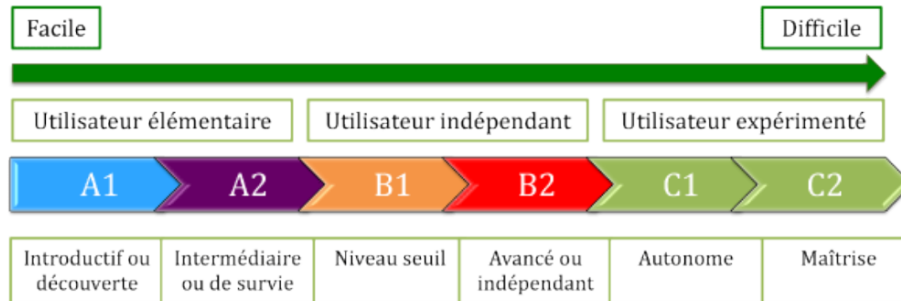 Facile
Difficile
Utilisateur élémentaire
Utilisateur indépendant
Utilisateur expérimenté
A1
A2
B1
B2
C1
C2
Introductif ou
découverte
Intermédiaire
ou de survie
Niveau seuil
Avancé ou
indépendant
Autonome
Maîtrise